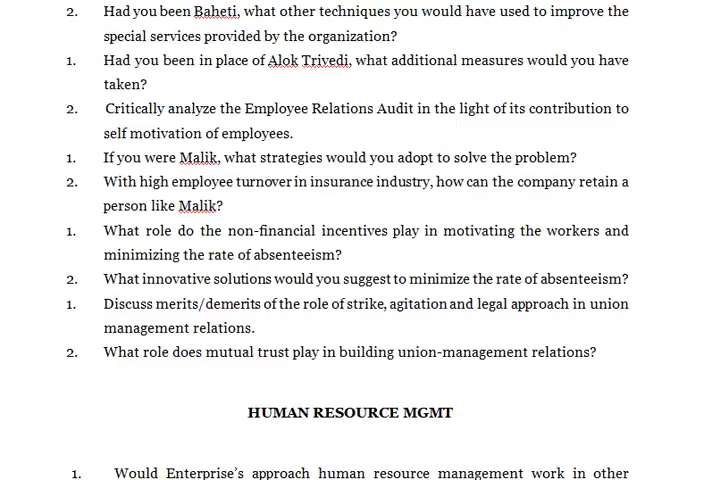 2. Had you been Baheti, what other techniques you would have used to improve the
special services provided by the organization?
1. Had you been in place of Alok Trivedi, what additional measures would you have
taken?
2. Critically analyze the Employee Relations Audit in the light of its contribution to
self motivation of employees.
1. If you were Malik, what strategies would you adopt to solve the problem?
2. With high employee turnover in insurance industry, how can the company retain a
person like Malik?
1. What role do the non-financial incentives play in motivating the workers and
minimizing the rate of absenteeism?
2. What innovative solutions would you suggest to minimize the rate of absenteeism?
1. Discuss merits/demerits of the role of strike, agitation and legal approach in union
management relations.
2. What role does mutual trust play in building union-management relations?
HUMAN RESOURCE MGMT
1. Would Enterprise's approach human resource management work in other